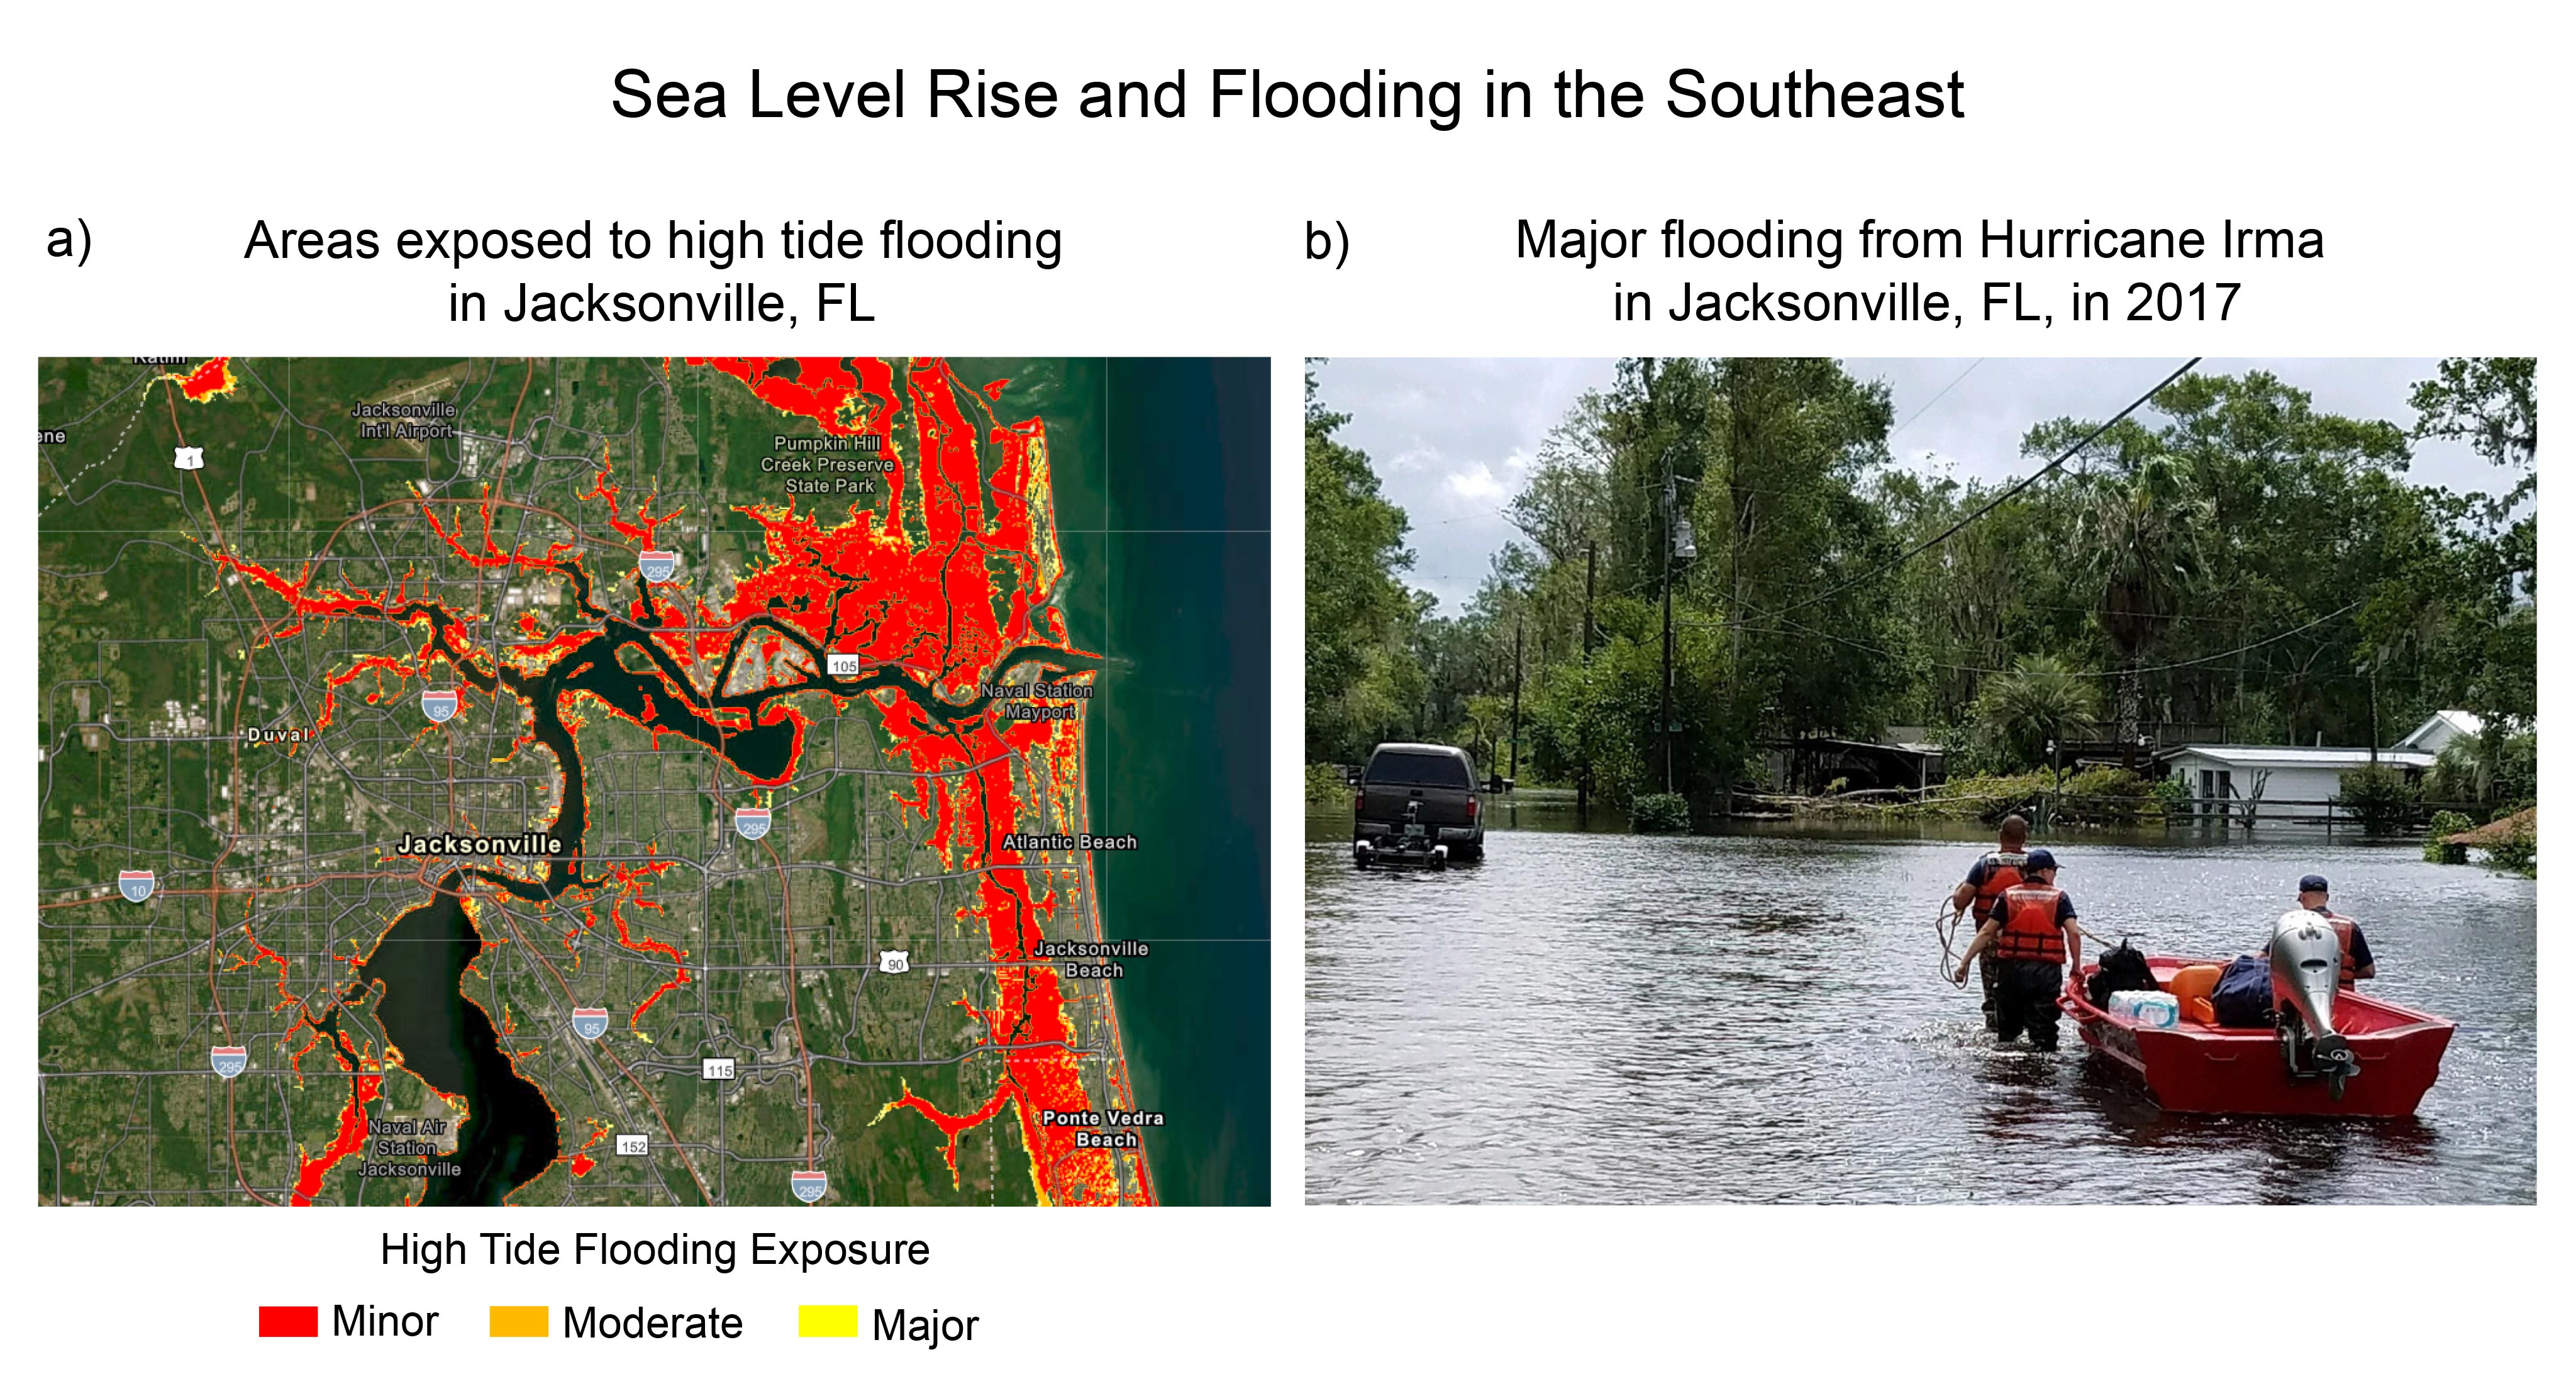 Sea Level Rise and Flooding in the Southeast
a)
Areas exposed to high tide flooding
in Jacksonville, FL
b)
Major flooding from Hurricane Irma
in Jacksonville, FL, in 2017
Jacksonville
Int'l Airport
1
Pumpkin Hill
Creek Preserve
State Park
295
105
Naval Station
Mayport
95
Duval
295
Jacksonville
Atlantic Beach
10
Jacksonville
Beach
90
95
295
115
Ponte Vedra
Beach
Naval Air
Station
Jacksonville
152
295
High Tide Flooding Exposure
Minor
Moderate
Major